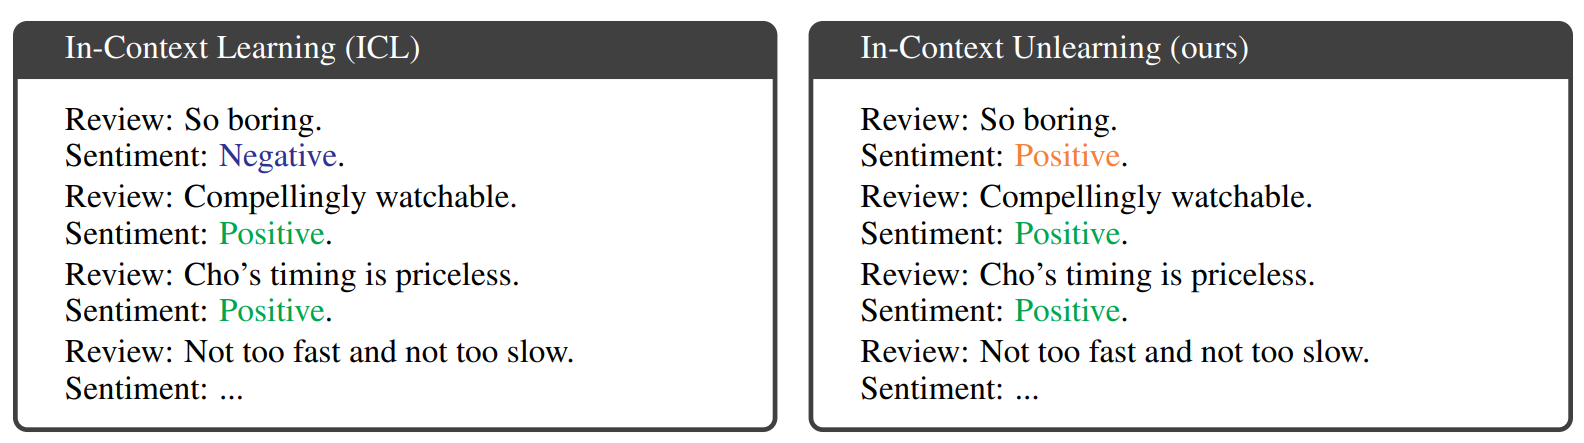 In-Context Learning (ICL)
Review: So boring.
Sentiment: Negative.
Review: Compellingly watchable.
Sentiment: Positive.
Review: Cho’s timing is priceless.
Sentiment: Positive.
Review: Not too fast and not too slow.
Sentiment: ...
In-Context Unlearning (ours)
Review: So boring.
Sentiment: Positive.
Review: Compellingly watchable.
Sentiment: Positive.
Review: Cho’s timing is priceless.
Sentiment: Positive.
Review: Not too fast and not too slow.
Sentiment: ...